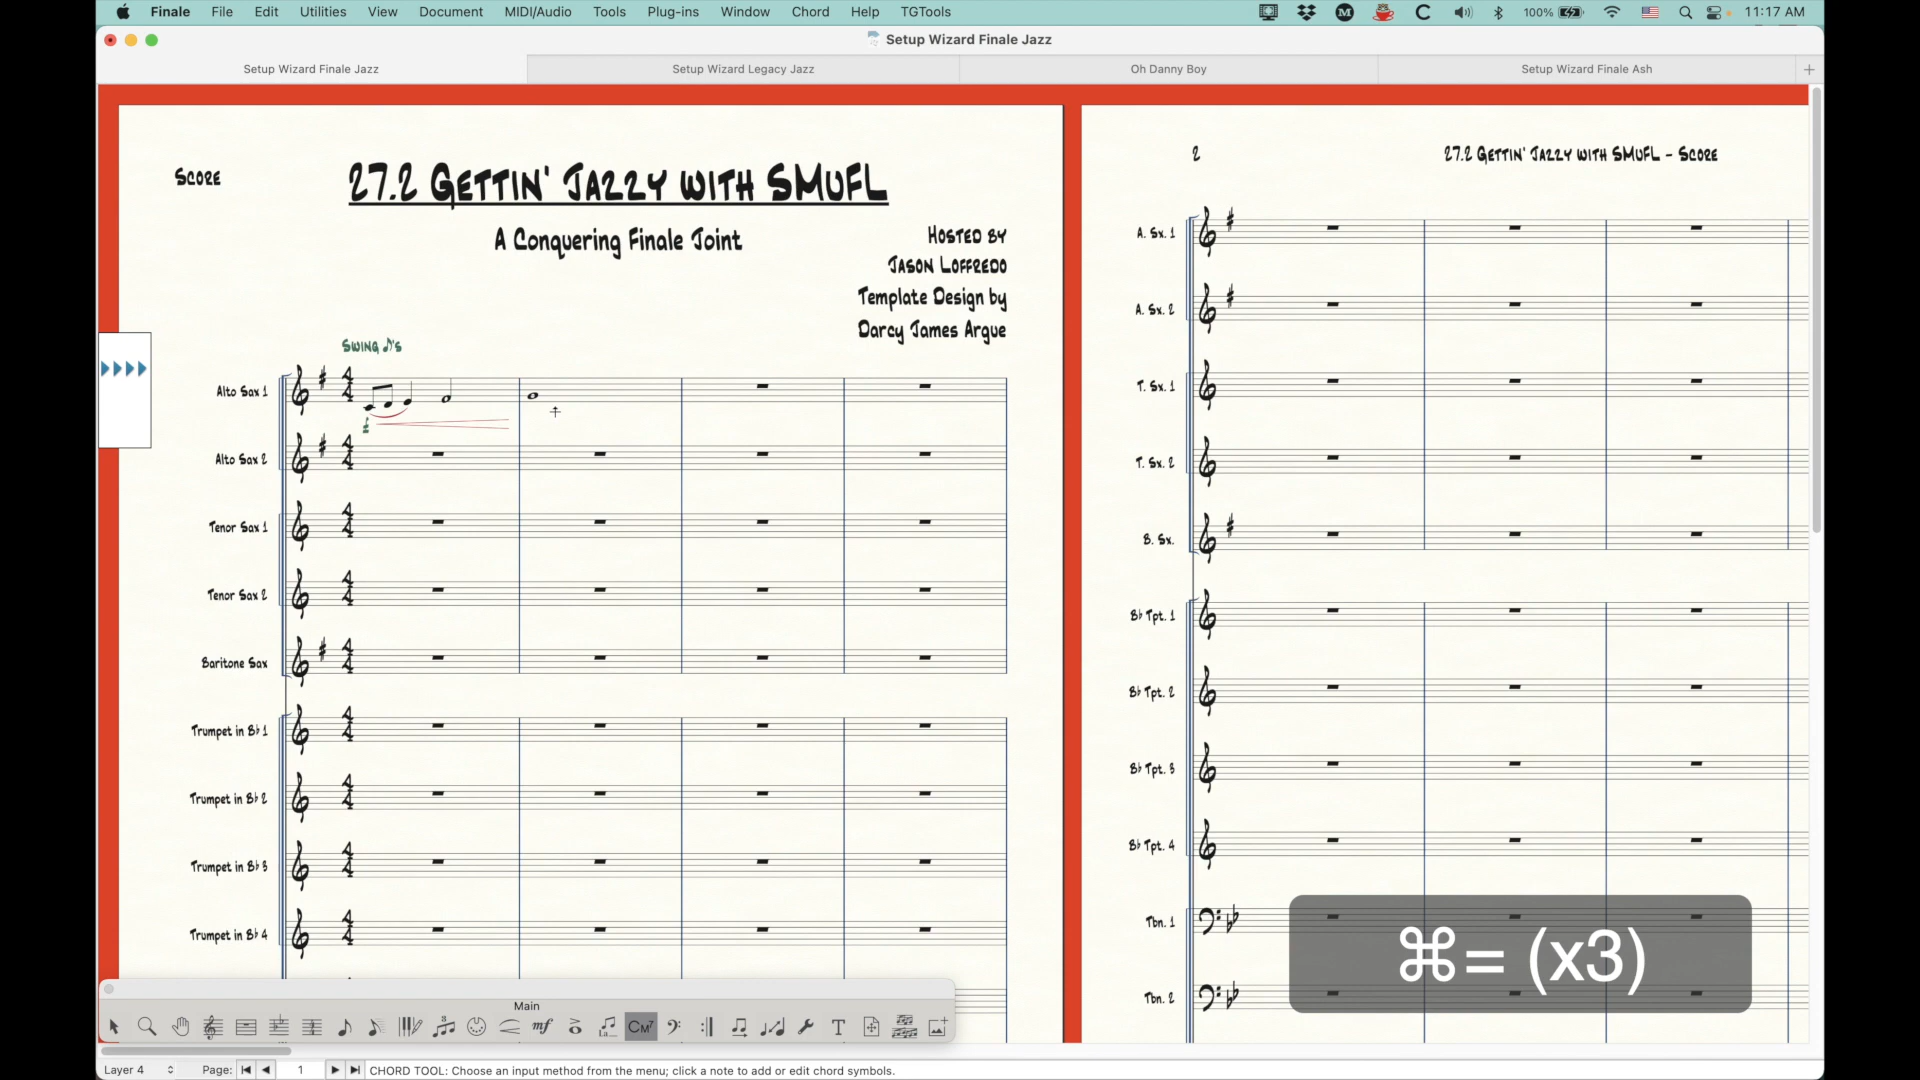 Finale File Edit Utilities View Document MIDI/Audio Tools Plug-ins Window Chord Help TGTools 100% 11:17 AM
Setup Wizard Finale Jazz
Setup Wizard Finale Jazz Setup Wizard Legacy Jazz Oh Danny Boy Setup Wizard Finale Ash
Score
27.2 Gettin' Jazzy with SMuFL
A Conquering Finale Joint
Hosted by
Jason Loffredo
Template Design by
Darcy James Argue
Swing ♪'s
Alto Sax 1
Alto Sax 2
Tenor Sax 1
Tenor Sax 2
Baritone Sax
Trumpet in B♭ 1
Trumpet in B♭ 2
Trumpet in B♭ 3
Trumpet in B♭ 4
2
27.2 Gettin' Jazzy with SMuFL - Score
A. Sx. 1
A. Sx. 2
T. Sx. 1
T. Sx. 2
B. Sx.
B♭ Tpt. 1
B♭ Tpt. 2
B♭ Tpt. 3
B♭ Tpt. 4
Tbn. 1
Tbn. 2
⌘= (x3)
Main
mf CM7 T
Layer 4 Page: 1 CHORD TOOL: Choose an input method from the menu; click a note to add or edit chord symbols.